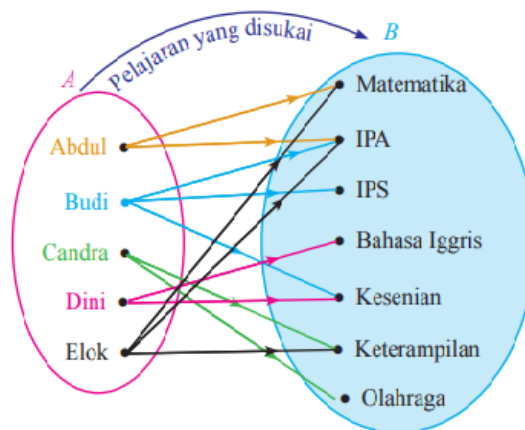 Pelajaran yang disukai
A
B
Abdul
Budi
Candra
Dini
Elok
Matematika
IPA
IPS
Bahasa Iggris
Kesenian
Keterampilan
Olahraga